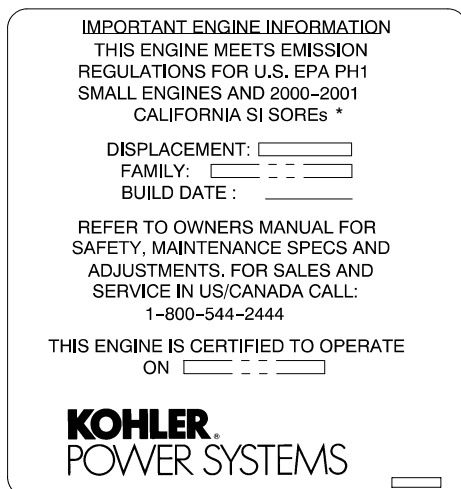 IMPORTANT ENGINE INFORMATION
THIS ENGINE MEETS EMISSION
REGULATIONS FOR U.S. EPA PH1
SMALL ENGINES AND 2000–2001
CALIFORNIA SI SOREs *
DISPLACEMENT:
FAMILY:
BUILD DATE :
REFER TO OWNERS MANUAL FOR
SAFETY, MAINTENANCE SPECS AND
ADJUSTMENTS. FOR SALES AND
SERVICE IN US/CANADA CALL:
1–800–544–2444
THIS ENGINE IS CERTIFIED TO OPERATE
ON
KOHLER®
POWER SYSTEMS